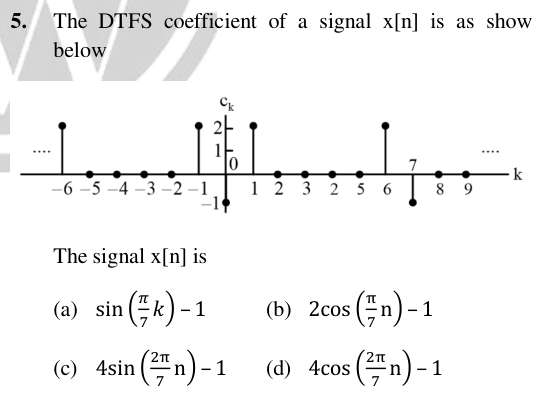 5. The DTFS coefficient of a signal x[n] is as show
below
cₖ
2
1
0
.... ....
7
k
–6 –5 –4 –3 –2 –1 1 2 3 2 5 6 8 9
–1
The signal x[n] is
(a) sin(π/7 k) – 1 (b) 2cos(π/7 n) – 1
(c) 4sin(2π/7 n) – 1 (d) 4cos(2π/7 n) – 1